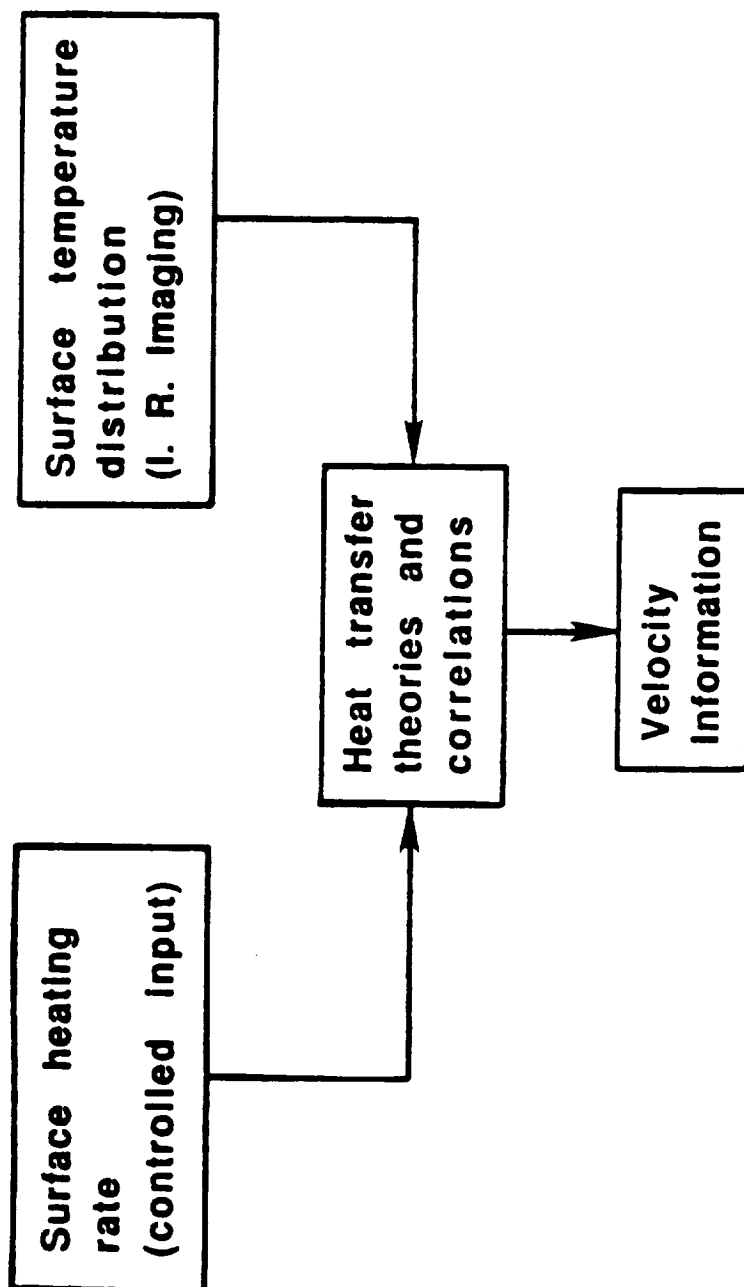 Surface heating
rate
(controlled input)
Surface temperature
distribution
(I. R. Imaging)
Heat transfer
theories and
correlations
Velocity
Information